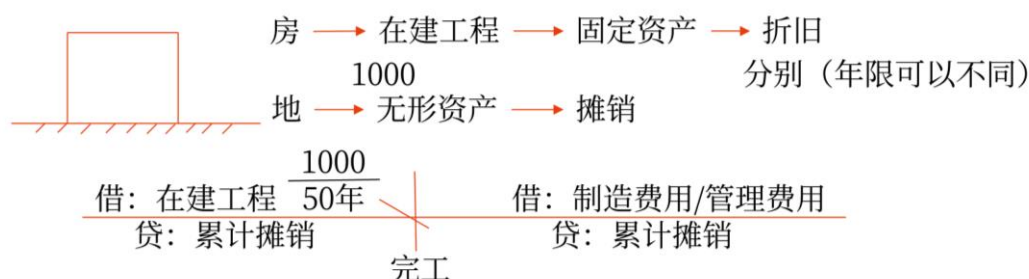 房 → 在建工程 → 固定资产 → 折旧
1000
分别（年限可以不同）
地 → 无形资产 → 摊销
1000
借：在建工程 50年 借：制造费用/管理费用
贷：累计摊销 贷：累计摊销
完工